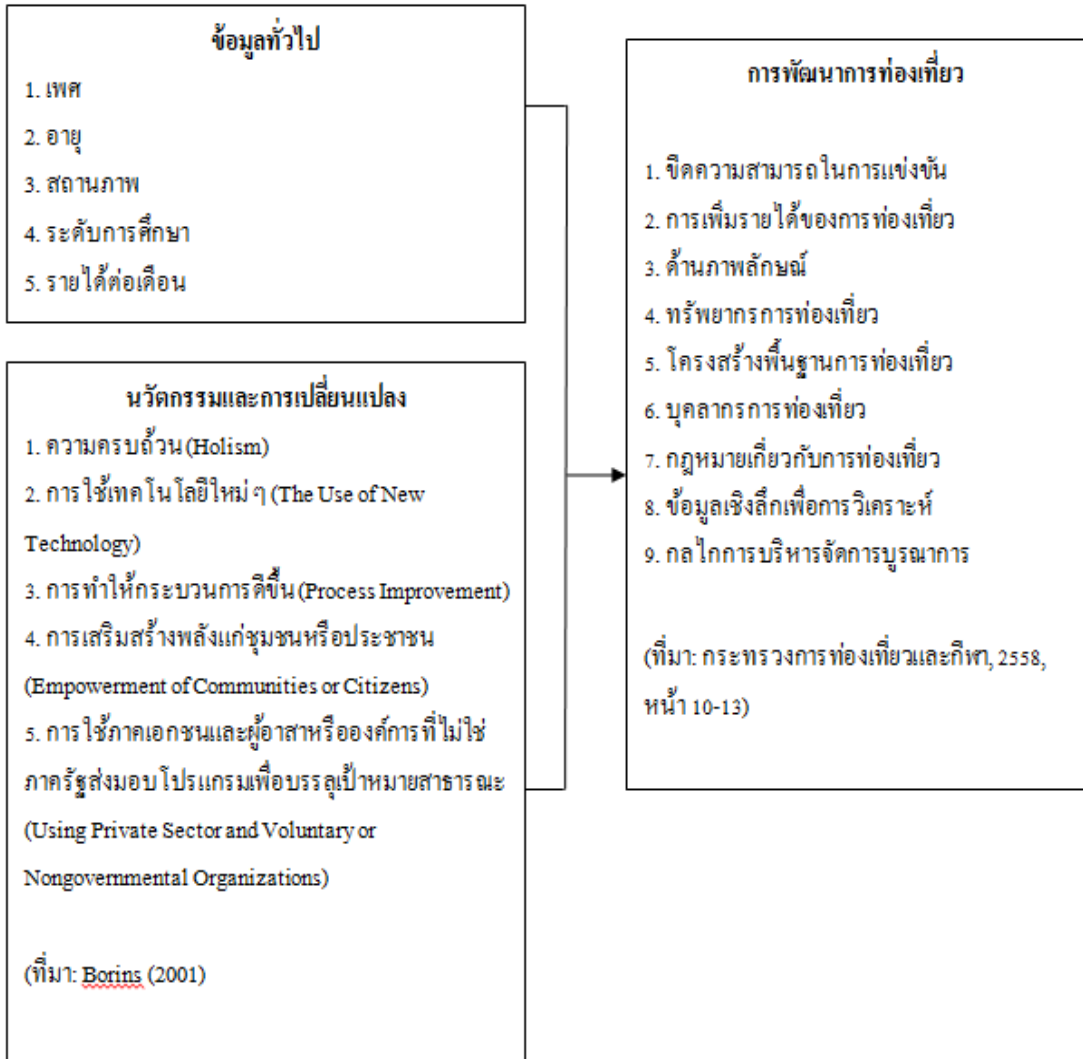 ข้อมูลทั่วไป
1. เพศ
2. อายุ
3. สถานภาพ
4. ระดับการศึกษา
5. รายได้ต่อเดือน
นวัตกรรมและการเปลี่ยนแปลง
1. ความครบถ้วน (Holism)
2. การใช้เทคโนโลยีใหม่ ๆ (The Use of New
Technology)
3. การทำให้กระบวนการดีขึ้น (Process Improvement)
4. การเสริมสร้างพลังแก่ชุมชนหรือประชาชน
(Empowerment of Communities or Citizens)
5. การใช้ภาคเอกชนและผู้อาสาหรือองค์การที่ไม่ใช่
ภาครัฐส่งมอบโปรแกรมเพื่อบรรลุเป้าหมายสาธารณะ
(Using Private Sector and Voluntary or
Nongovernmental Organizations)
(ที่มา: Borins (2001)
การพัฒนาการท่องเที่ยว
1. ขีดความสามารถในการแข่งขัน
2. การเพิ่มรายได้ของการท่องเที่ยว
3. ด้านภาพลักษณ์
4. ทรัพยากรการท่องเที่ยว
5. โครงสร้างพื้นฐานการท่องเที่ยว
6. บุคลากรการท่องเที่ยว
7. กฎหมายเกี่ยวกับการท่องเที่ยว
8. ข้อมูลเชิงลึกเพื่อการวิเคราะห์
9. กลไกการบริหารจัดการบูรณาการ
(ที่มา: กระทรวงการท่องเที่ยวและกีฬา, 2558,
หน้า 10-13)